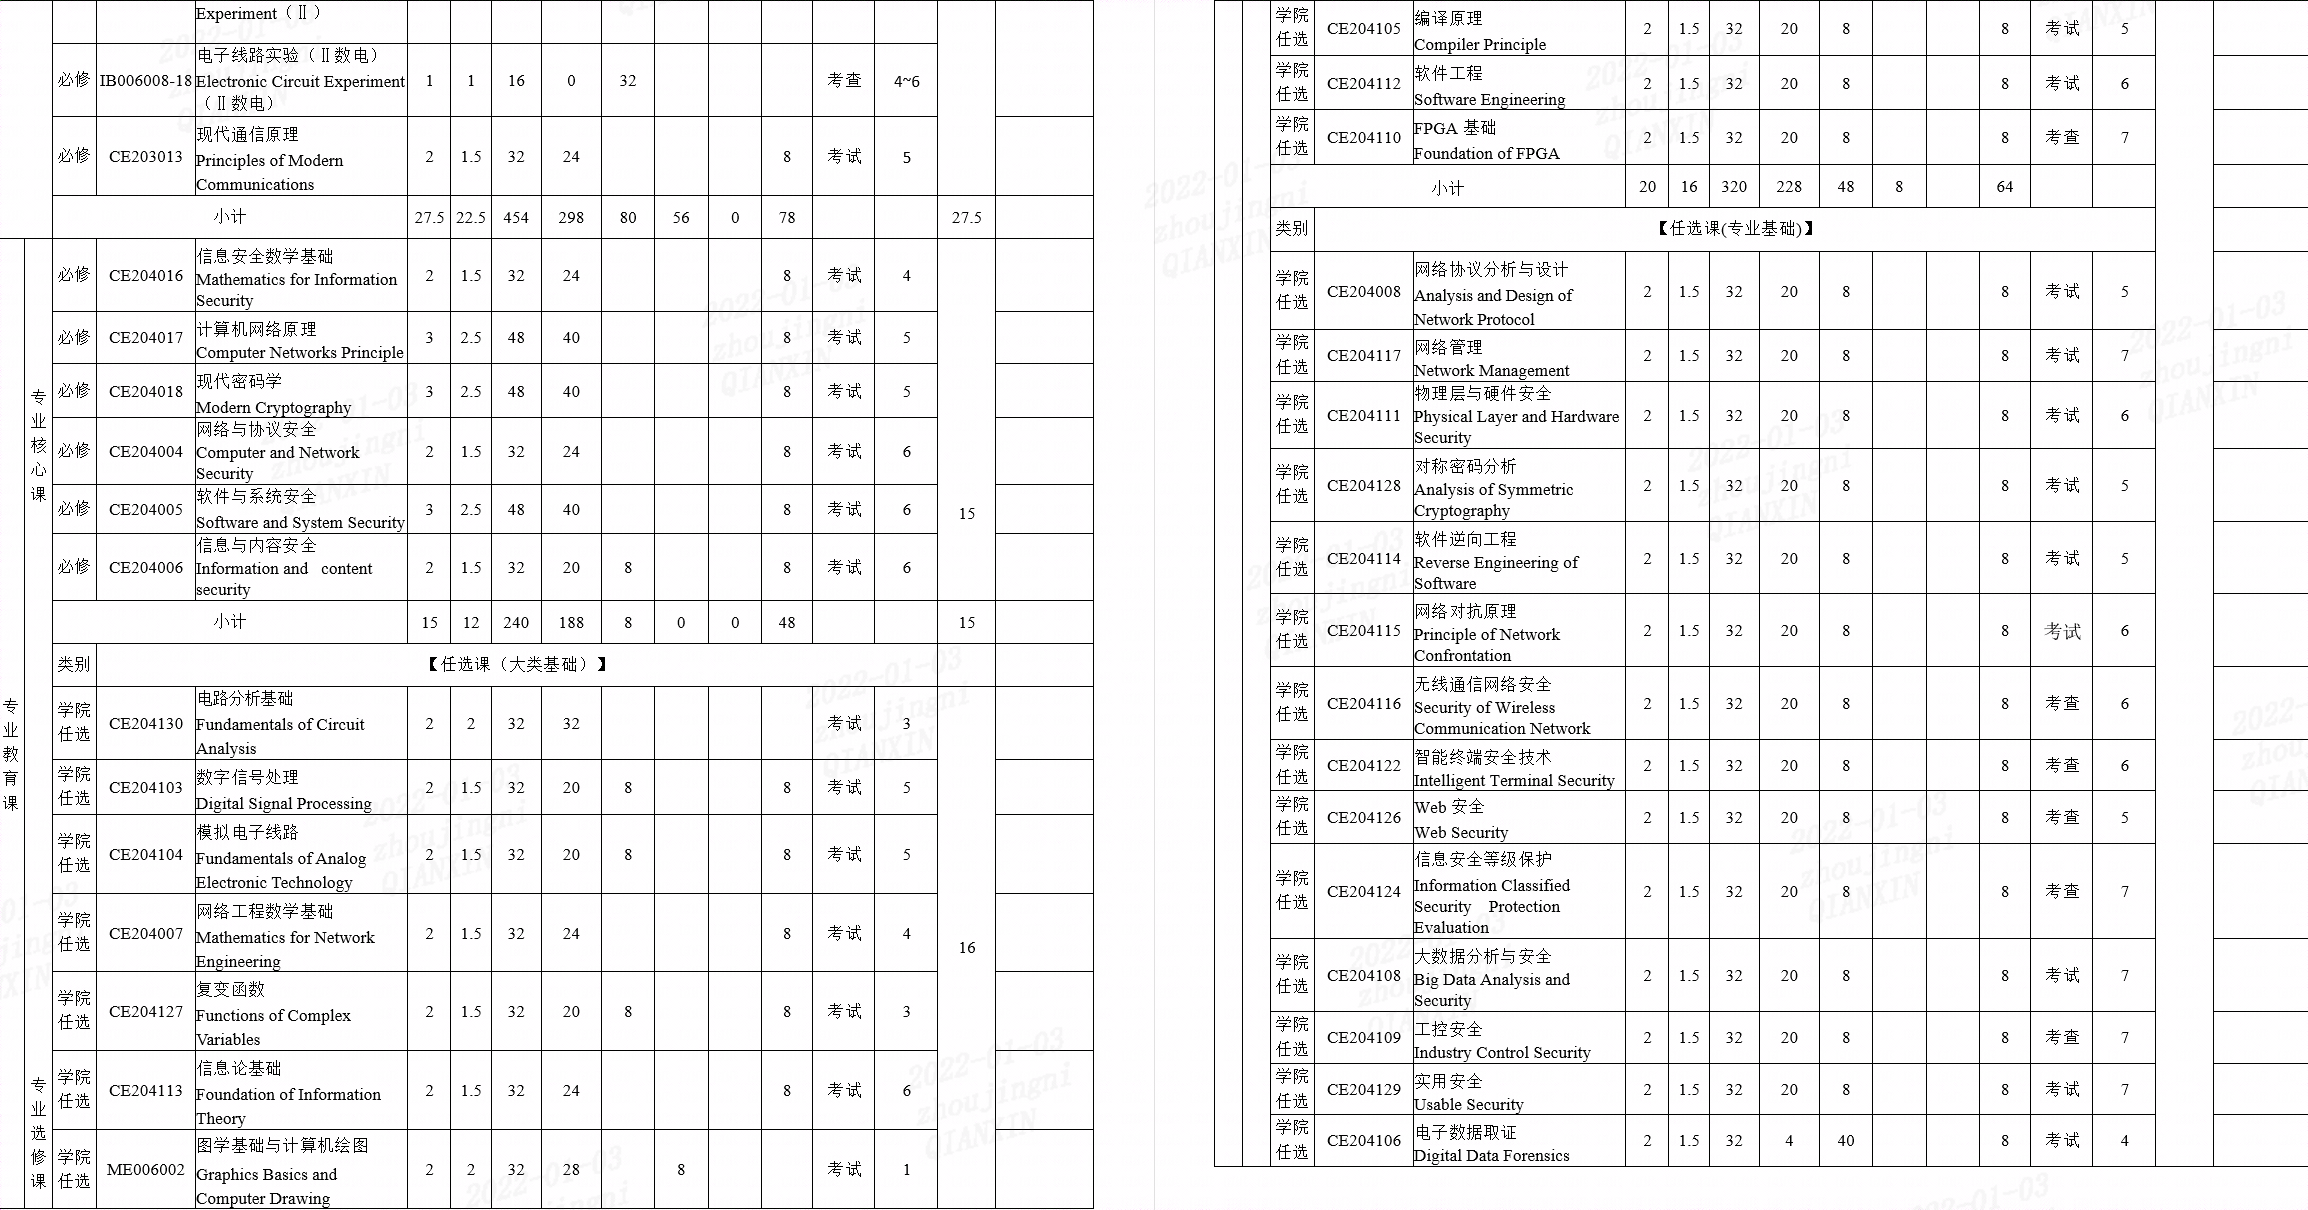 Experiment（Ⅱ）
必修 IB006008-18 电子线路实验（Ⅱ数电） Electronic Circuit Experiment （Ⅱ数电） 1 1 16 0 32 考查 4~6
必修 CE203013 现代通信原理 Principles of Modern Communications 2 1.5 32 24 8 考试 5
小计 27.5 22.5 454 298 80 56 0 78 27.5
专业教育课
专业核心课
必修 CE204016 信息安全数学基础 Mathematics for Information Security 2 1.5 32 24 8 考试 4
必修 CE204017 计算机网络原理 Computer Networks Principle 3 2.5 48 40 8 考试 5
必修 CE204018 现代密码学 Modern Cryptography 3 2.5 48 40 8 考试 5
必修 CE204004 网络与协议安全 Computer and Network Security 2 1.5 32 24 8 考试 6
必修 CE204005 软件与系统安全 Software and System Security 3 2.5 48 40 8 考试 6 15
必修 CE204006 信息与内容安全 Information and content security 2 1.5 32 20 8 8 考试 6
小计 15 12 240 188 8 0 0 48 15
类别 【任选课（大类基础）】
专业选修课
学院任选 CE204130 电路分析基础 Fundamentals of Circuit Analysis 2 2 32 32 考试 3
学院任选 CE204103 数字信号处理 Digital Signal Processing 2 1.5 32 20 8 8 考试 5
学院任选 CE204104 模拟电子线路 Fundamentals of Analog Electronic Technology 2 1.5 32 20 8 8 考试 5
学院任选 CE204007 网络工程数学基础 Mathematics for Network Engineering 2 1.5 32 24 8 考试 4 16
学院任选 CE204127 复变函数 Functions of Complex Variables 2 1.5 32 20 8 8 考试 3
学院任选 CE204113 信息论基础 Foundation of Information Theory 2 1.5 32 24 8 考试 6
学院任选 ME006002 图学基础与计算机绘图 Graphics Basics and Computer Drawing 2 2 32 28 8 考试 1
学院任选 CE204105 编译原理 Compiler Principle 2 1.5 32 20 8 8 考试 5
学院任选 CE204112 软件工程 Software Engineering 2 1.5 32 20 8 8 考试 6
学院任选 CE204110 FPGA 基础 Foundation of FPGA 2 1.5 32 20 8 8 考查 7
小计 20 16 320 228 48 8 64
类别 【任选课(专业基础)】
学院任选 CE204008 网络协议分析与设计 Analysis and Design of Network Protocol 2 1.5 32 20 8 8 考试 5
学院任选 CE204117 网络管理 Network Management 2 1.5 32 20 8 8 考试 7
学院任选 CE204111 物理层与硬件安全 Physical Layer and Hardware Security 2 1.5 32 20 8 8 考试 6
学院任选 CE204128 对称密码分析 Analysis of Symmetric Cryptography 2 1.5 32 20 8 8 考试 5
学院任选 CE204114 软件逆向工程 Reverse Engineering of Software 2 1.5 32 20 8 8 考试 5
学院任选 CE204115 网络对抗原理 Principle of Network Confrontation 2 1.5 32 20 8 8 考试 6
学院任选 CE204116 无线通信网络安全 Security of Wireless Communication Network 2 1.5 32 20 8 8 考查 6
学院任选 CE204122 智能终端安全技术 Intelligent Terminal Security 2 1.5 32 20 8 8 考查 6
学院任选 CE204126 Web 安全 Web Security 2 1.5 32 20 8 8 考查 5
学院任选 CE204124 信息安全等级保护 Information Classified Security Protection Evaluation 2 1.5 32 20 8 8 考查 7
学院任选 CE204108 大数据分析与安全 Big Data Analysis and Security 2 1.5 32 20 8 8 考试 7
学院任选 CE204109 工控安全 Industry Control Security 2 1.5 32 20 8 8 考查 7
学院任选 CE204129 实用安全 Usable Security 2 1.5 32 20 8 8 考试 7
学院任选 CE204106 电子数据取证 Digital Data Forensics 2 1.5 32 4 40 8 考试 4
2022-01-03
zhoujingni
QIANXIN